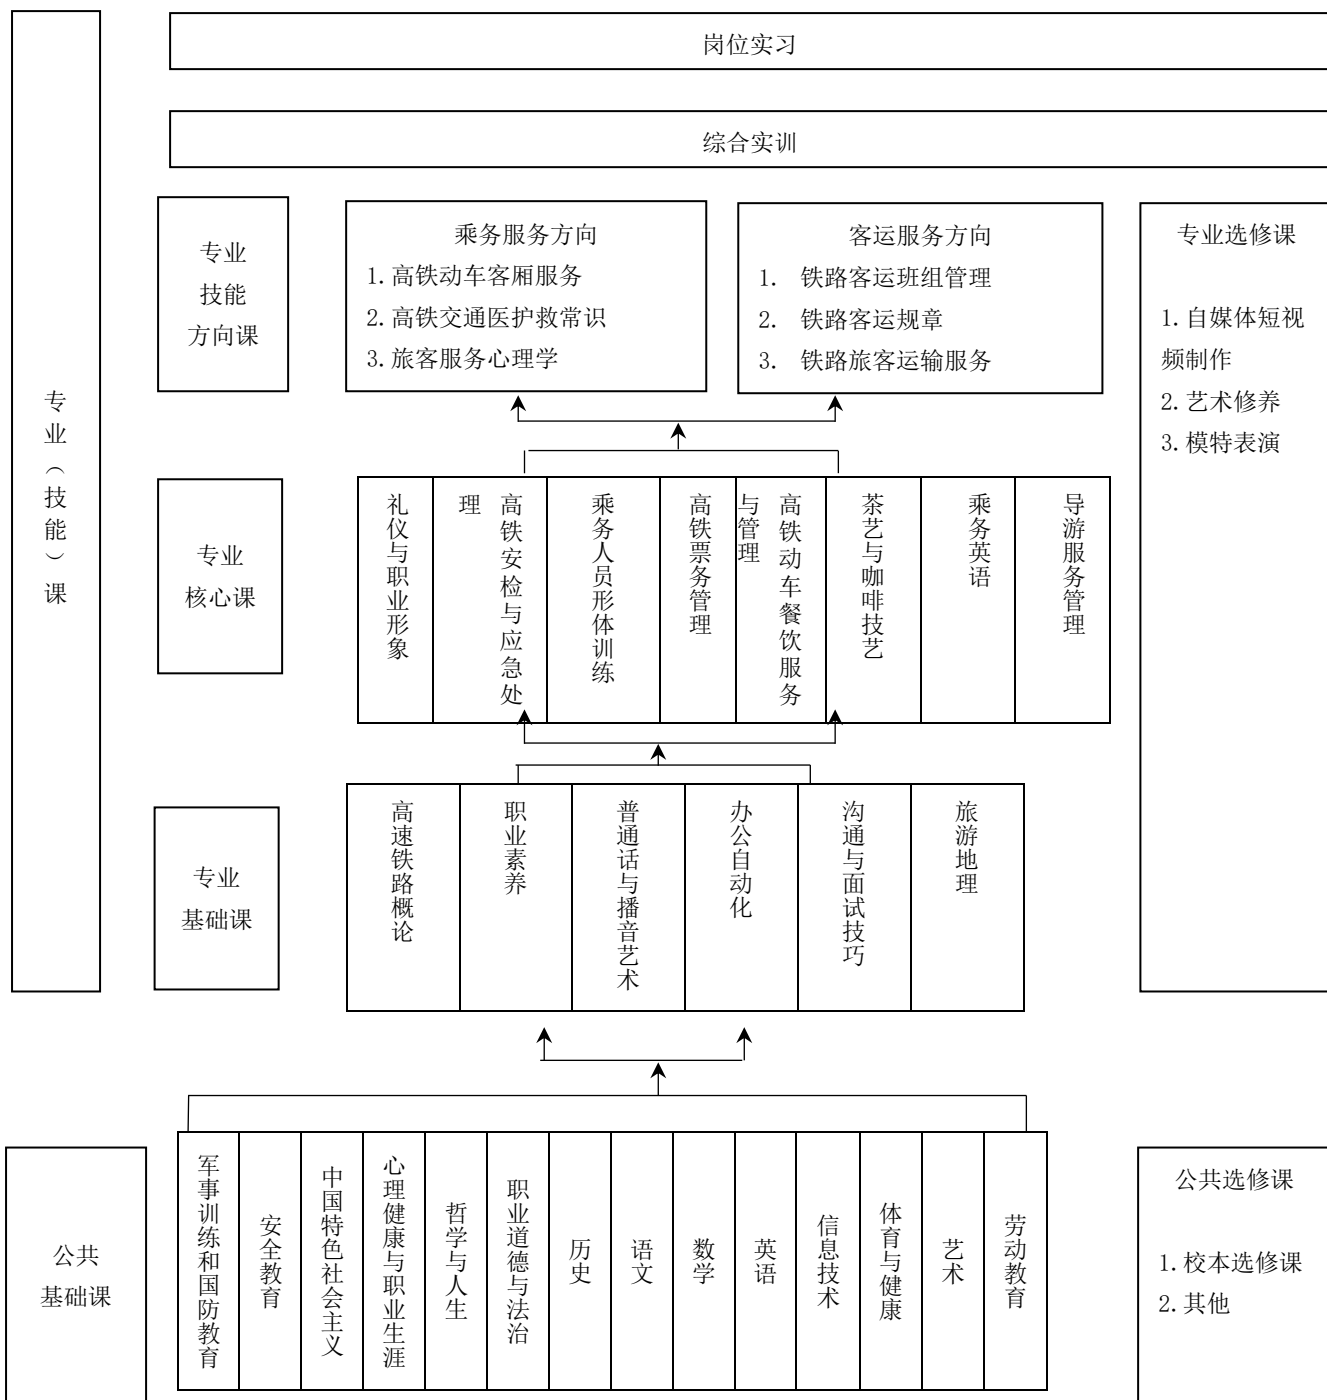 岗位实习
综合实训
专业（技能）课
专业
技能
方向课
乘务服务方向
1.高铁动车客厢服务
2.高铁交通医护救常识
3.旅客服务心理学
客运服务方向
1. 铁路客运班组管理
2. 铁路客运规章
3. 铁路旅客运输服务
专业选修课
1.自媒体短视
频制作
2.艺术修养
3.模特表演
专业
核心课
礼仪与职业形象
高铁安检与应急处
理
乘务人员形体训练
高铁票务管理
高铁动车餐饮服务
与管理
茶艺与咖啡技艺
乘务英语
导游服务管理
专业
基础课
高速铁路概论
职业素养
普通话与播音艺术
办公自动化
沟通与面试技巧
旅游地理
公共
基础课
军事训练和国防教育
安全教育
中国特色社会主义
心理健康与职业生涯
哲学与人生
职业道德与法治
历史
语文
数学
英语
信息技术
体育与健康
艺术
劳动教育
公共选修课
1.校本选修课
2.其他